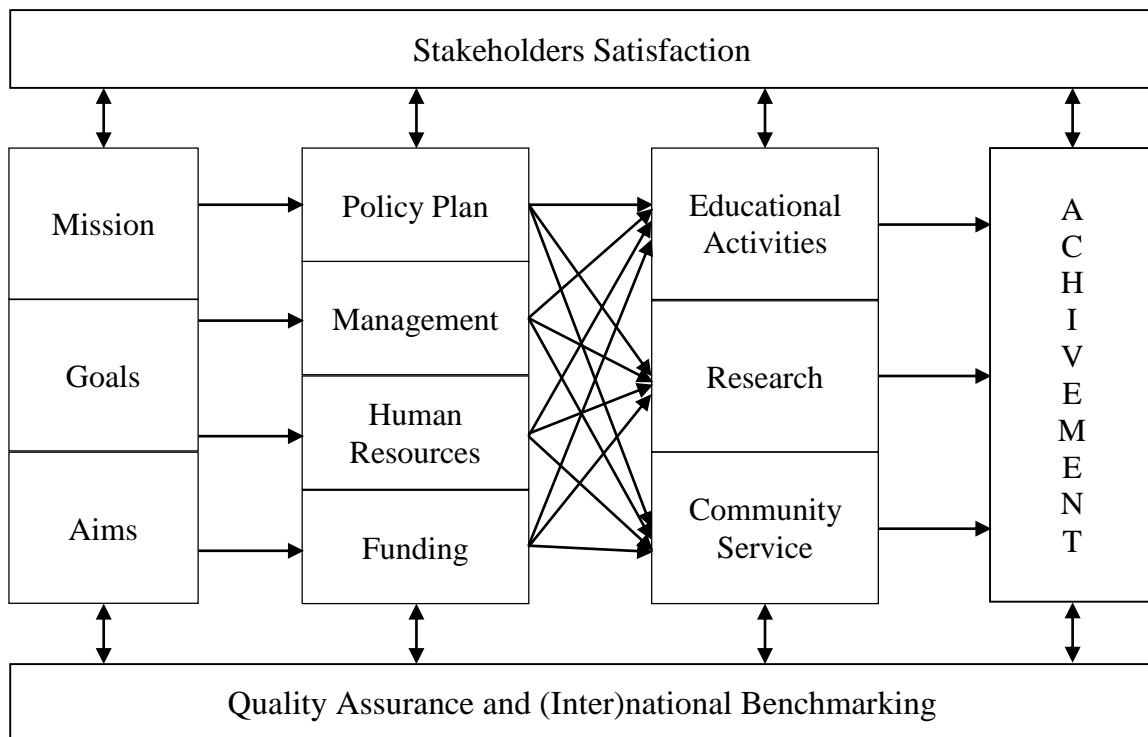 Stakeholders Satisfaction
Mission
Goals
Aims
Policy Plan
Management
Human
Resources
Funding
Educational
Activities
Research
Community
Service
A
C
H
I
V
E
M
E
N
T
Quality Assurance and (Inter)national Benchmarking